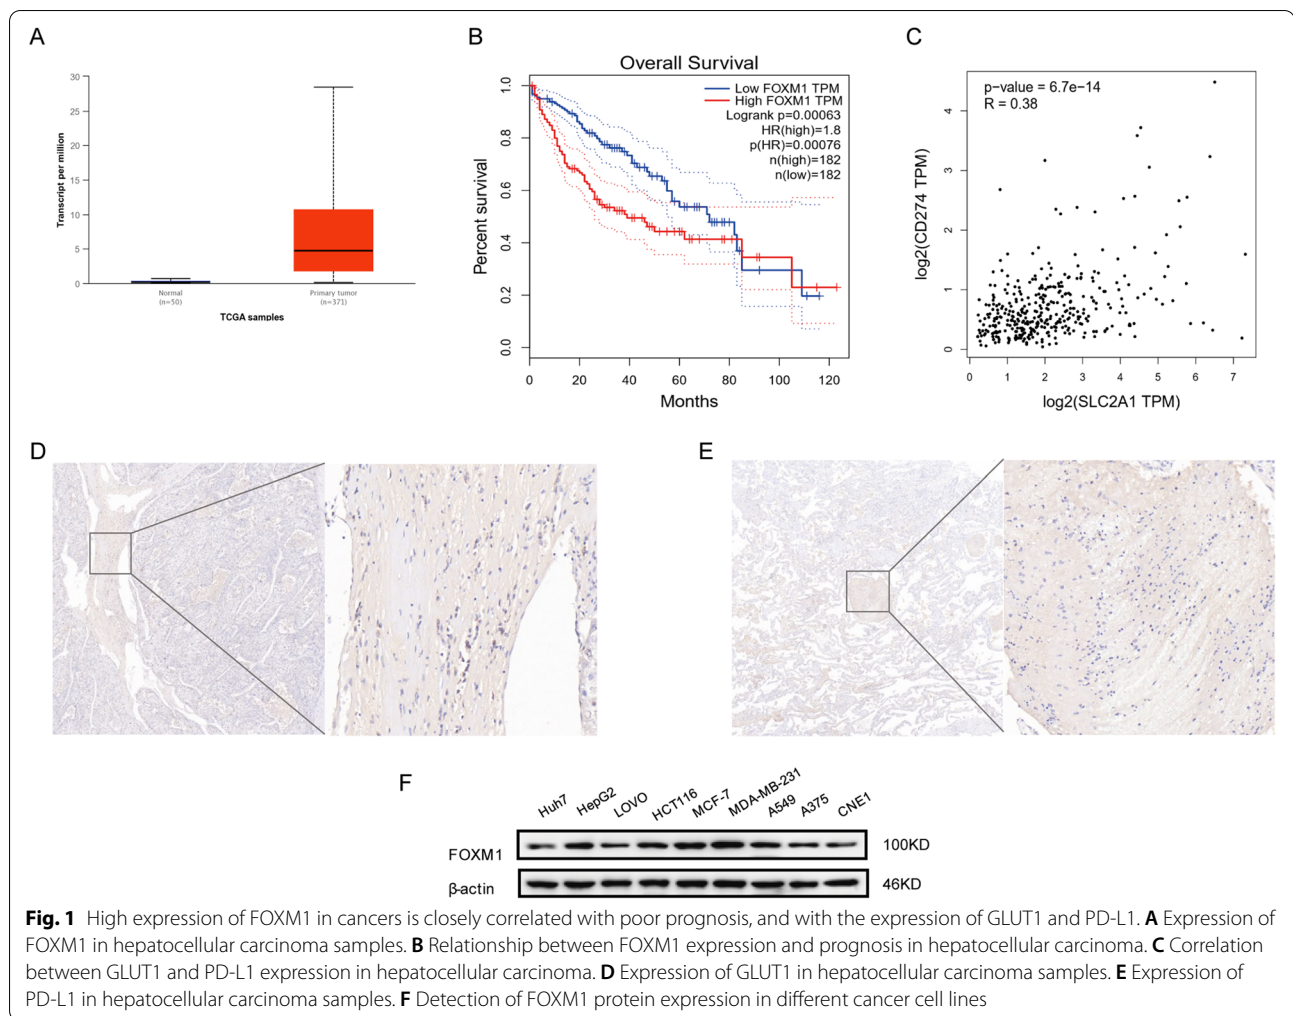 A
30
25
20
15
10
5
0
Transcript per million
Normal
(n=50)
Primary tumor
(n=371)
TCGA samples
B
Overall Survival
Low FOXM1 TPM
High FOXM1 TPM
Logrank p=0.00063
HR(high)=1.8
p(HR)=0.00076
n(high)=182
n(low)=182
1.0
0.8
0.6
0.4
0.2
0.0
Percent survival
0 20 40 60 80 100 120
Months
C
p-value = 6.7e−14
R = 0.38
4
3
2
1
0
log2(CD274 TPM)
0 1 2 3 4 5 6 7
log2(SLC2A1 TPM)
D
E
F
Huh7 HepG2 LOVO HCT116 MCF-7 MDA-MB-231 A549 A375 CNE1
FOXM1 100KD
β-actin 46KD
Fig. 1 High expression of FOXM1 in cancers is closely correlated with poor prognosis, and with the expression of GLUT1 and PD-L1. A Expression of
FOXM1 in hepatocellular carcinoma samples. B Relationship between FOXM1 expression and prognosis in hepatocellular carcinoma. C Correlation
between GLUT1 and PD-L1 expression in hepatocellular carcinoma. D Expression of GLUT1 in hepatocellular carcinoma samples. E Expression of
PD-L1 in hepatocellular carcinoma samples. F Detection of FOXM1 protein expression in different cancer cell lines